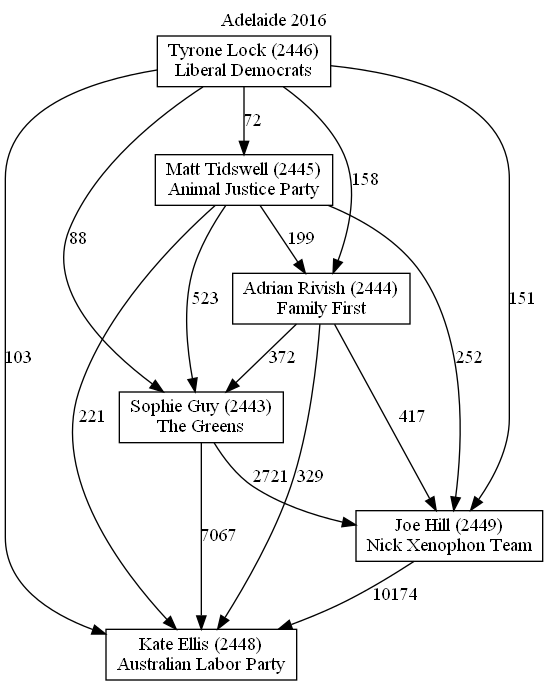 Adelaide 2016
Tyrone Lock (2446)
Liberal Democrats
72
Matt Tidswell (2445)
Animal Justice Party
158
88
199
Adrian Rivish (2444)
Family First
523
151
103
372
252
221
Sophie Guy (2443)
The Greens
417
2721
329
7067
Joe Hill (2449)
Nick Xenophon Team
10174
Kate Ellis (2448)
Australian Labor Party